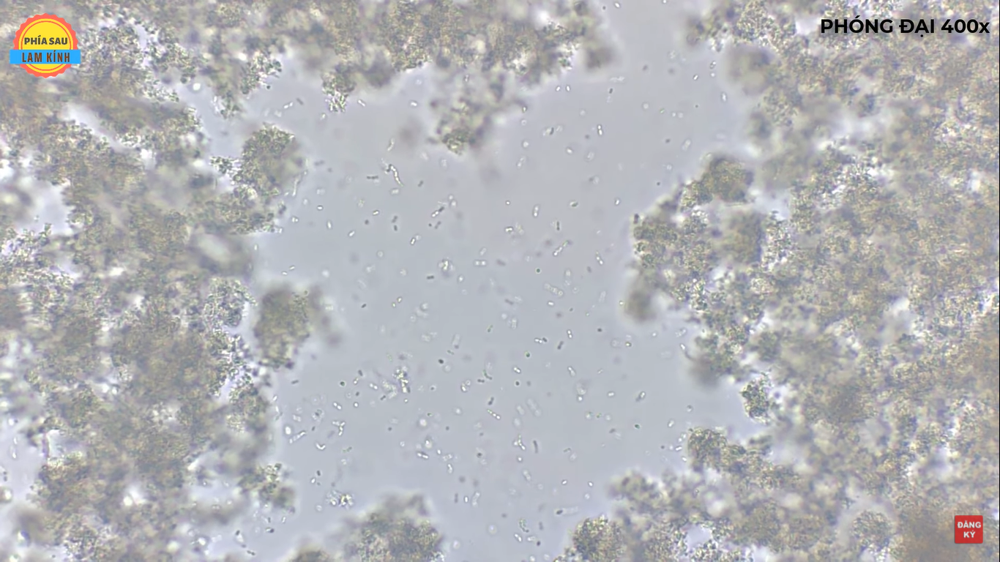 PHÍA SAU
LAM KÍNH
PHÓNG ĐẠI 400x
ĐĂNG
KÝ